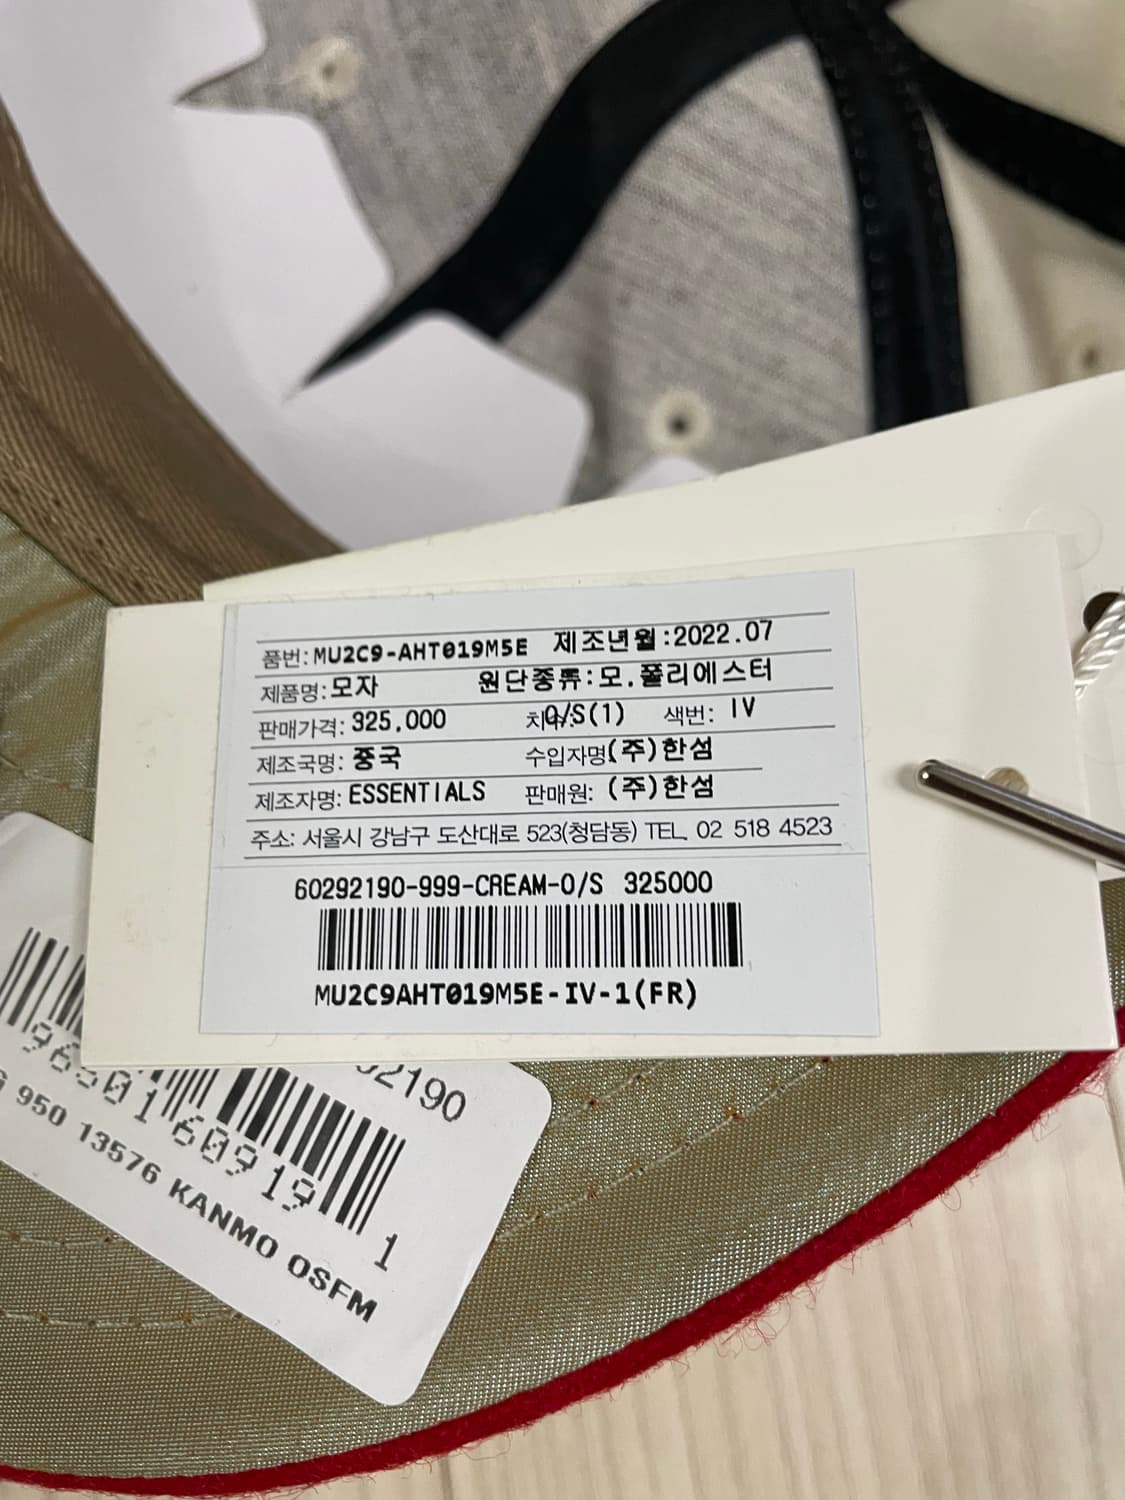 품번: MU2C9-AHT019M5E 제조년월:2022.07
제품명: 모자 원단종류:모.폴리에스터
판매가격: 325,000 O/S(1) 색번: IV
제조국명: 중국 수입자명(주)한섬
제조자명: ESSENTIALS 판매원: (주)한섬
주소: 서울시 강남구 도산대로 523(청담동) TEL. 02 518 4523
60292190-999-CREAM-O/S 325000
MU2C9AHT019M5E-IV-1(FR)
2190
1
950 13576 KANMO OSFM